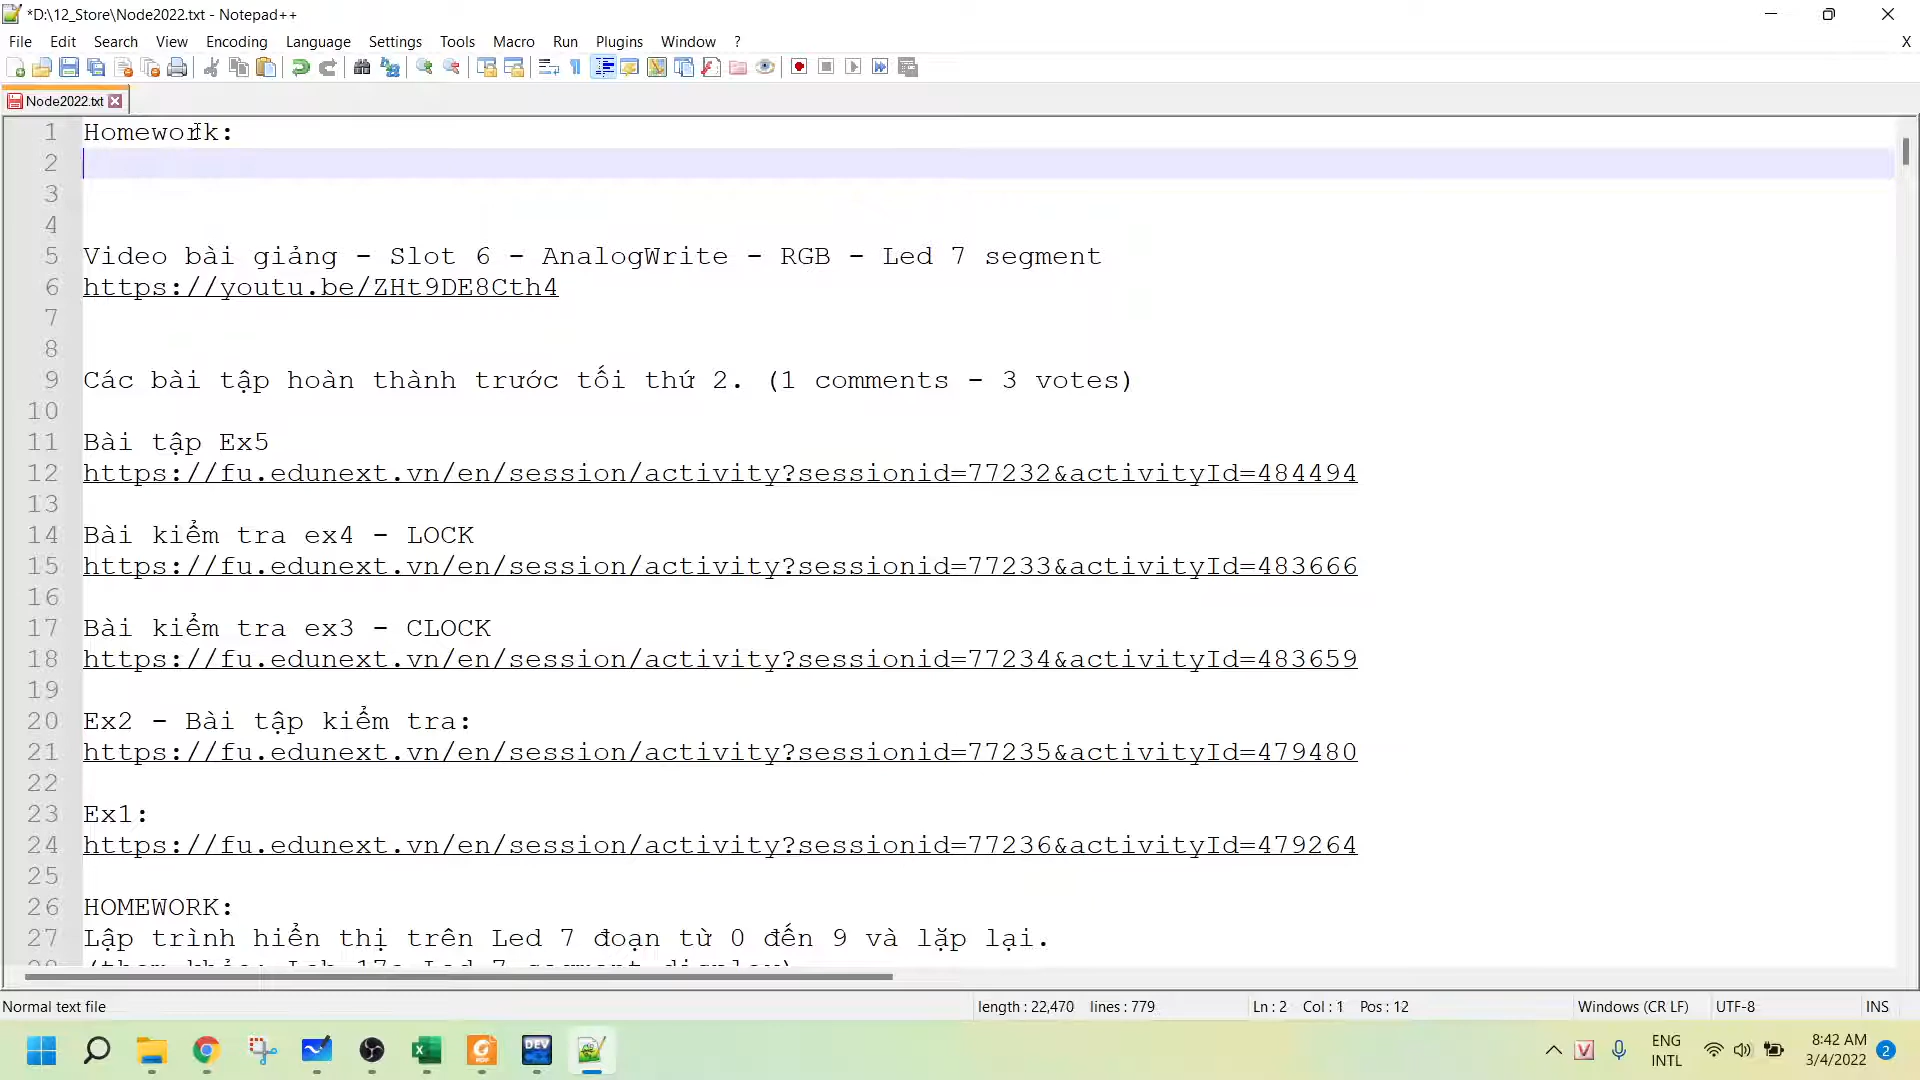 *D:\12_Store\Node2022.txt - Notepad++
File Edit Search View Encoding Language Settings Tools Macro Run Plugins Window ? X
Node2022.txt
1 Homework:
2
3
4
5 Video bài giảng - Slot 6 - AnalogWrite - RGB - Led 7 segment
6 https://youtu.be/ZHt9DE8Cth4
7
8
9 Các bài tập hoàn thành trước tối thứ 2. (1 comments - 3 votes)
10
11 Bài tập Ex5
12 https://fu.edunext.vn/en/session/activity?sessionid=77232&activityId=484494
13
14 Bài kiểm tra ex4 - LOCK
15 https://fu.edunext.vn/en/session/activity?sessionid=77233&activityId=483666
16
17 Bài kiểm tra ex3 - CLOCK
18 https://fu.edunext.vn/en/session/activity?sessionid=77234&activityId=483659
19
20 Ex2 - Bài tập kiểm tra:
21 https://fu.edunext.vn/en/session/activity?sessionid=77235&activityId=479480
22
23 Ex1:
24 https://fu.edunext.vn/en/session/activity?sessionid=77236&activityId=479264
25
26 HOMEWORK:
27 Lập trình hiển thị trên Led 7 đoạn từ 0 đến 9 và lặp lại.
Normal text file length : 22,470 lines : 779 Ln : 2 Col : 1 Pos : 12 Windows (CR LF) UTF-8 INS
DEV
ENG
INTL
8:42 AM
3/4/2022
2